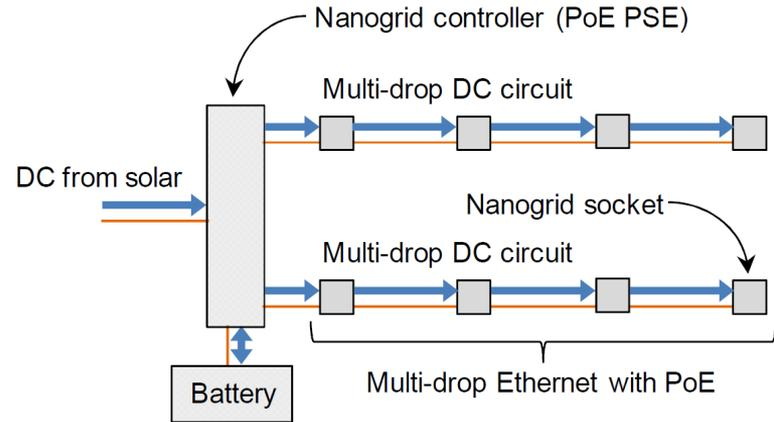 Nanogrid controller (PoE PSE)
Multi-drop DC circuit
DC from solar
Nanogrid socket
Multi-drop DC circuit
Multi-drop Ethernet with PoE
Battery